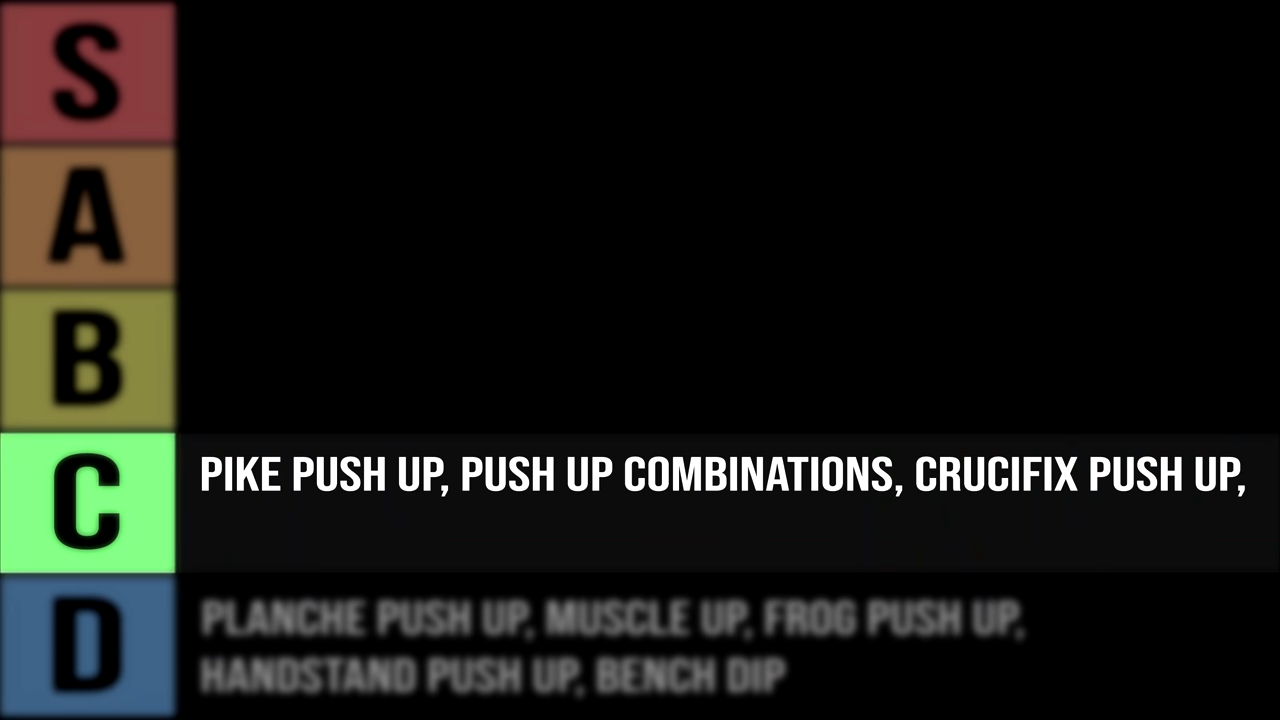 S
A
B
C
PIKE PUSH UP, PUSH UP COMBINATIONS, CRUCIFIX PUSH UP,
D
PLANCHE PUSH UP, MUSCLE UP, FROG PUSH UP,
HANDSTAND PUSH UP, BENCH DIP